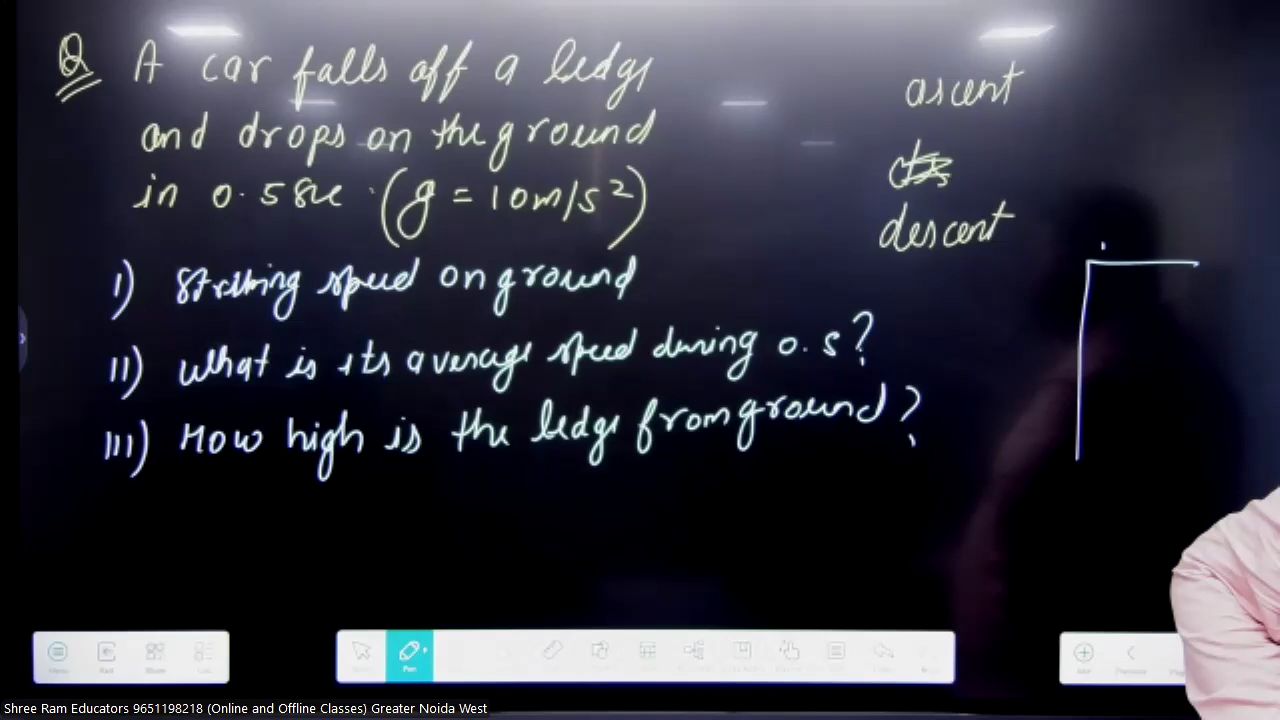 Q A car falls off a ledge
and drops on the ground
in 0.5 sec. (g = 10 m/s²)
i) Striking speed on ground
ii) What is its average speed during 0.5?
iii) How high is the ledge from ground?
ascent
descent
Shree Ram Educators 9651198218 (Online and Offline Classes) Greater Noida West